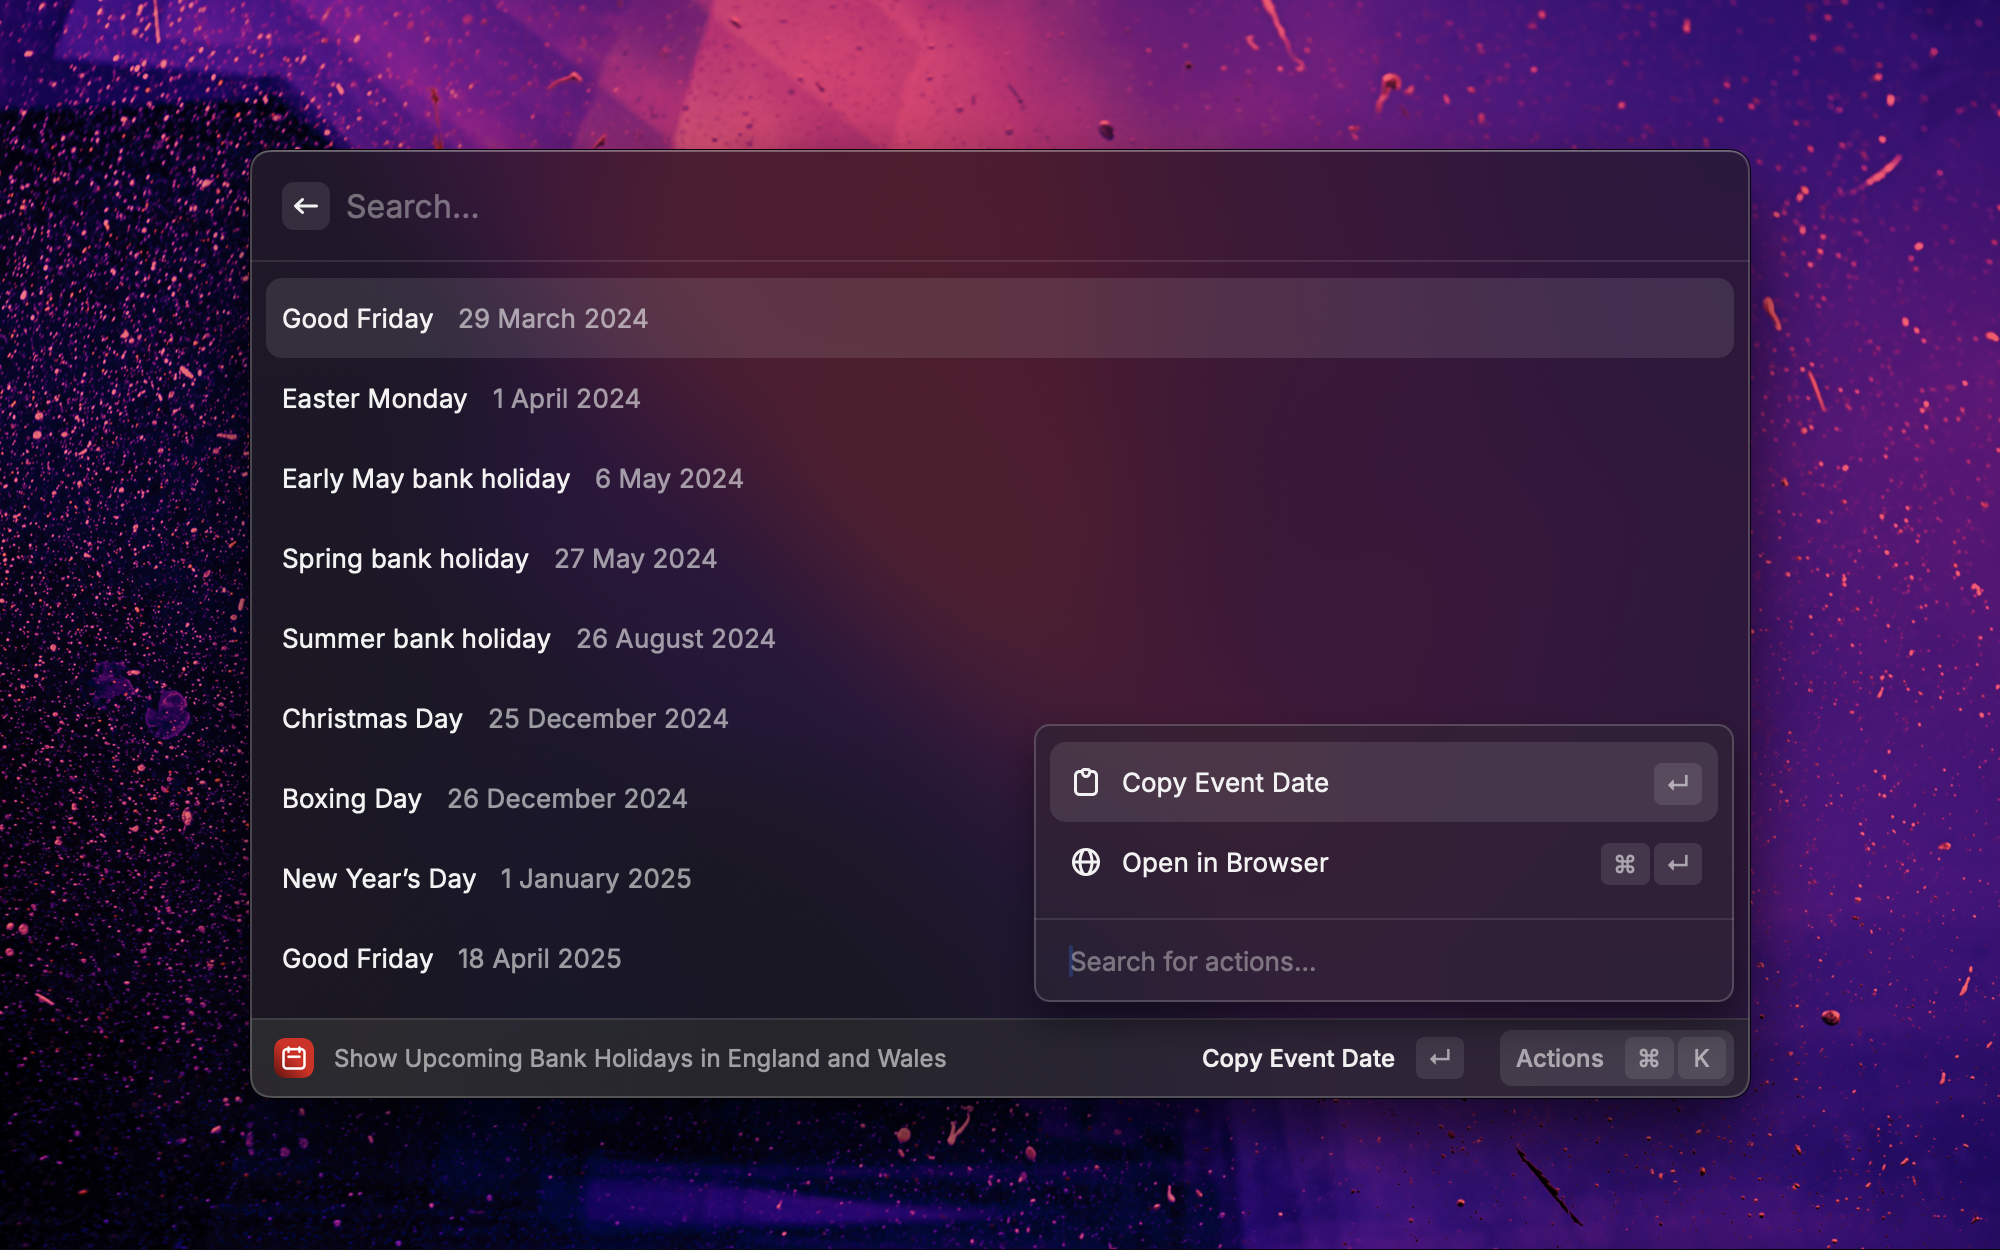 Search...
Good Friday 29 March 2024
Easter Monday 1 April 2024
Early May bank holiday 6 May 2024
Spring bank holiday 27 May 2024
Summer bank holiday 26 August 2024
Christmas Day 25 December 2024
Boxing Day 26 December 2024
New Year’s Day 1 January 2025
Good Friday 18 April 2025
Copy Event Date ↵
Open in Browser ⌘ ↵
Search for actions...
Show Upcoming Bank Holidays in England and Wales Copy Event Date ↵ Actions ⌘ K